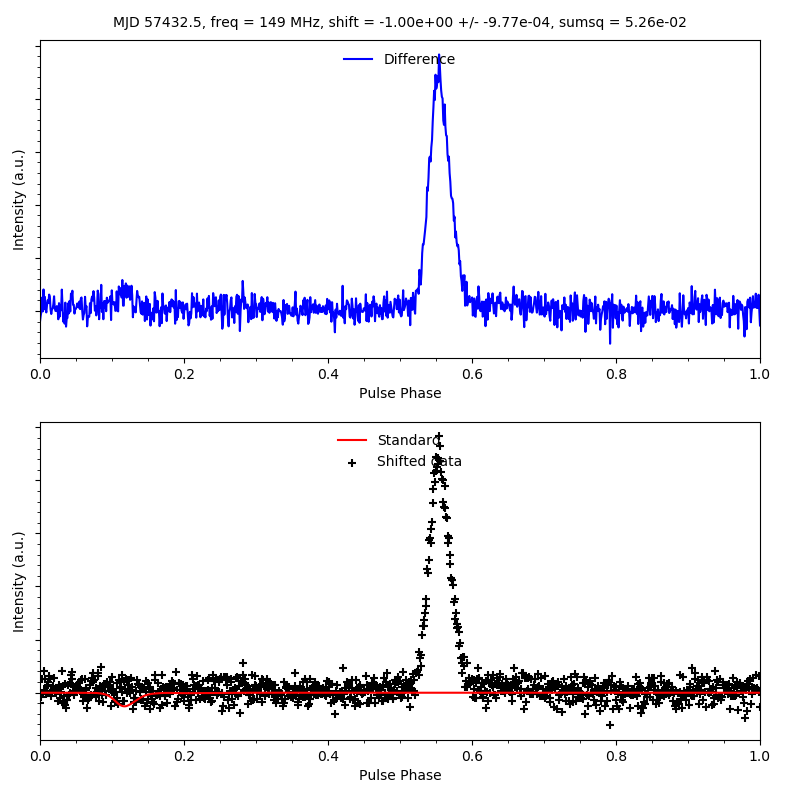 MJD 57432.5, freq = 149 MHz, shift = -1.00e+00 +/- -9.77e-04, sumsq = 5.26e-02
Difference
Intensity (a.u.)
0.0 0.2 0.4 0.6 0.8 1.0
Pulse Phase
Standard
Shifted data
Intensity (a.u.)
0.0 0.2 0.4 0.6 0.8 1.0
Pulse Phase